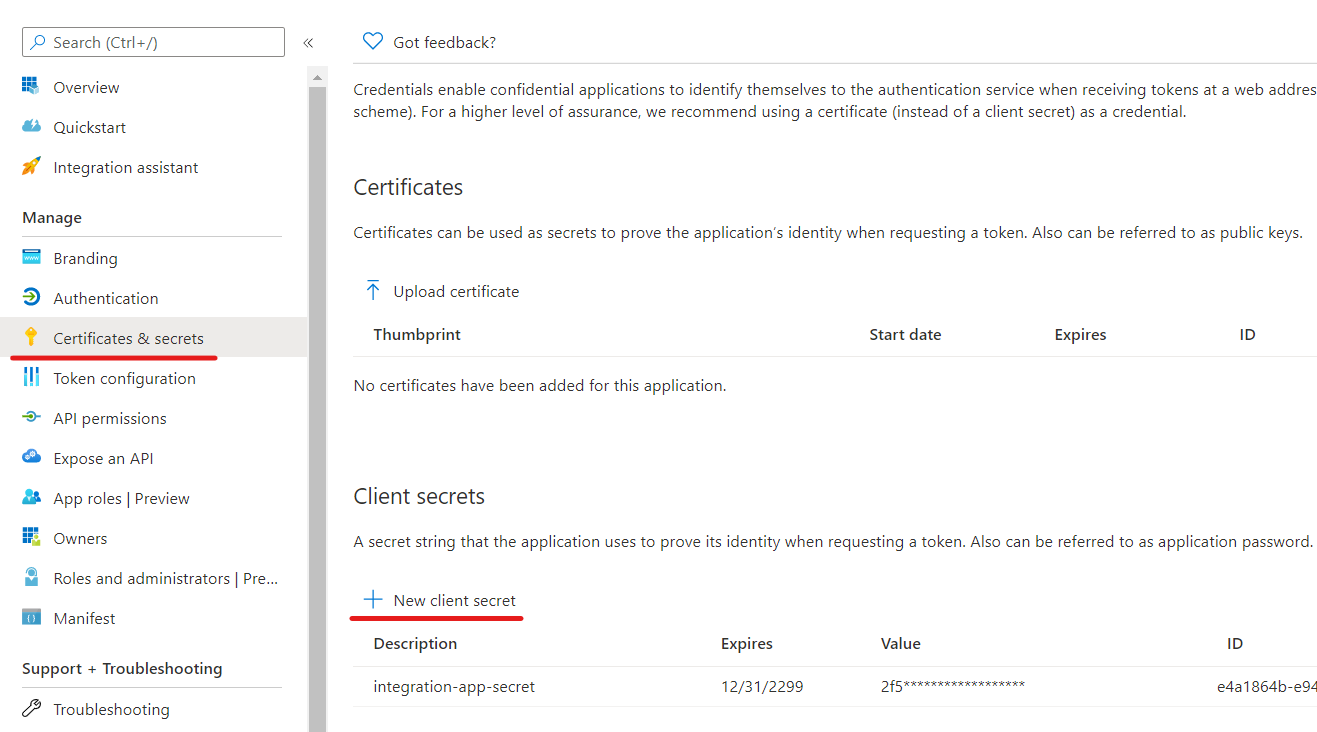 Search (Ctrl+/)
«
Overview
Quickstart
Integration assistant
Manage
Branding
Authentication
Certificates & secrets
Token configuration
API permissions
Expose an API
App roles | Preview
Owners
Roles and administrators | Pre...
Manifest
Support + Troubleshooting
Troubleshooting
Got feedback?
Credentials enable confidential applications to identify themselves to the authentication service when receiving tokens at a web addres
scheme). For a higher level of assurance, we recommend using a certificate (instead of a client secret) as a credential.
Certificates
Certificates can be used as secrets to prove the application's identity when requesting a token. Also can be referred to as public keys.
Upload certificate
Thumbprint Start date Expires ID
No certificates have been added for this application.
Client secrets
A secret string that the application uses to prove its identity when requesting a token. Also can be referred to as application password.
New client secret
Description Expires Value ID
integration-app-secret 12/31/2299 2f5****************** e4a1864b-e94